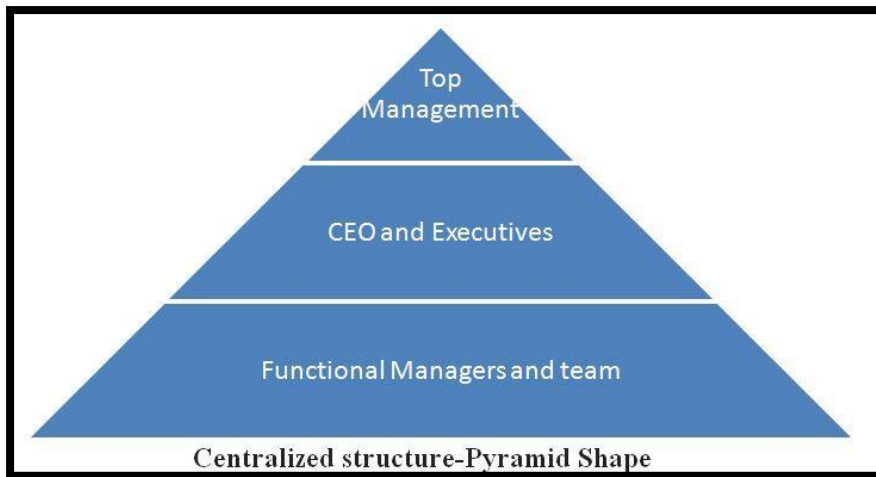 Top
Management
CEO and Executives
Functional Managers and team
Centralized structure-Pyramid Shape